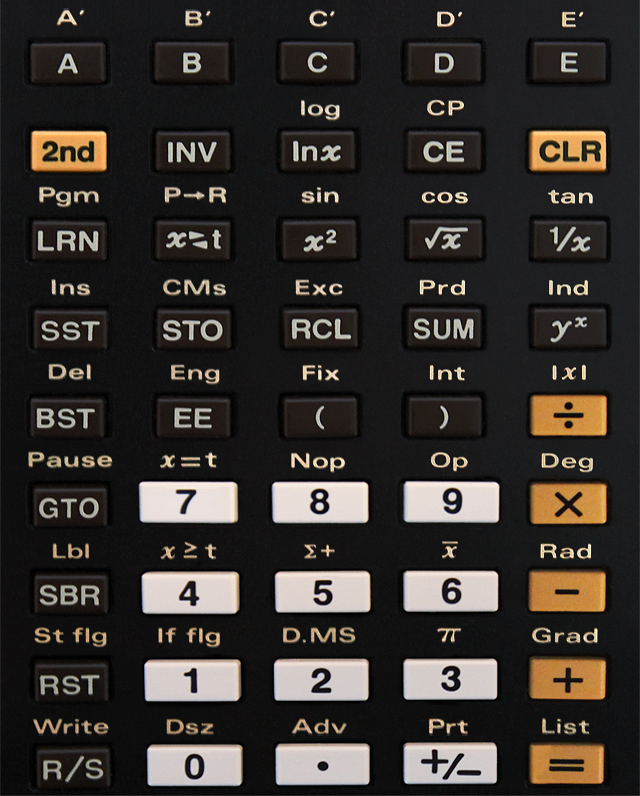 A′ B′ C′ D′ E′
A B C D E
log CP
2nd INV lnx CE CLR
Pgm P→R sin cos tan
LRN x⇄t x² √x 1/x
Ins CMs Exc Prd Ind
SST STO RCL SUM yˣ
Del Eng Fix Int |x|
BST EE ( ) ÷
Pause x=t Nop Op Deg
GTO 7 8 9 ×
Lbl x≥t Σ+ x̅ Rad
SBR 4 5 6 −
St flg If flg D.MS π Grad
RST 1 2 3 +
Write Dsz Adv Prt List
R/S 0 • +/− =